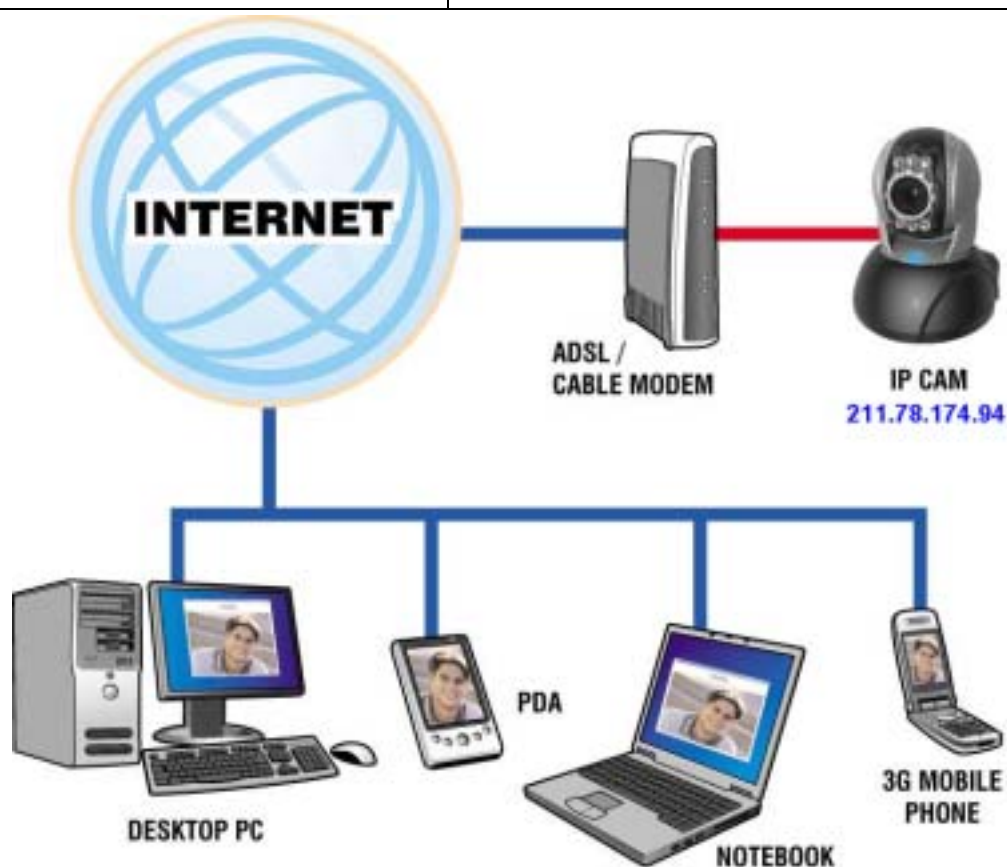 INTERNET
ADSL /
CABLE MODEM
IP CAM
211.78.174.94
PDA
3G MOBILE
PHONE
DESKTOP PC
NOTEBOOK